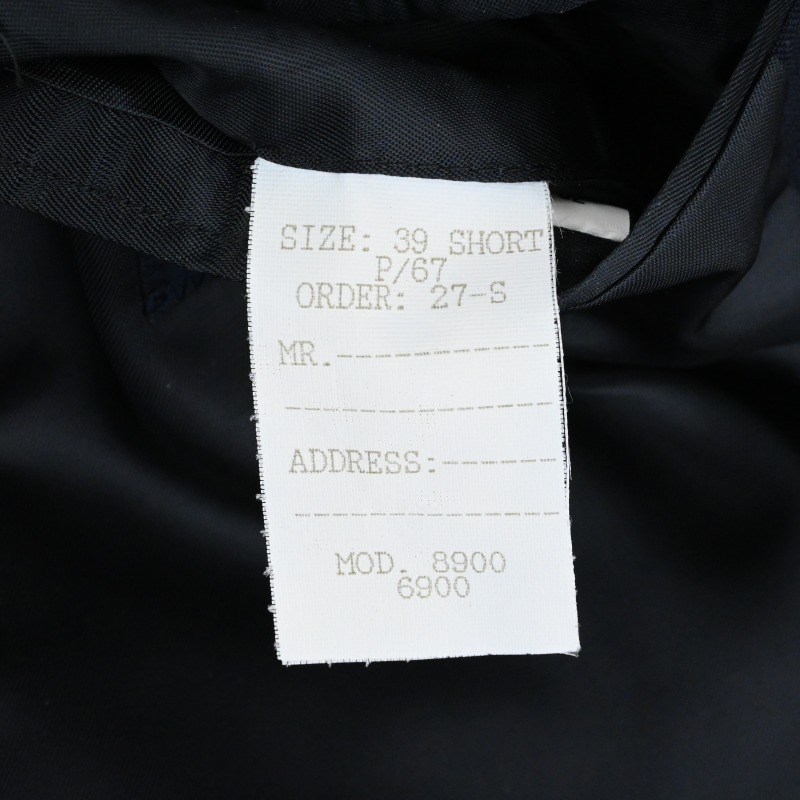 SIZE: 39 SHORT
P/67
ORDER: 27-S
MR.
ADDRESS:
MOD. 8900
6900